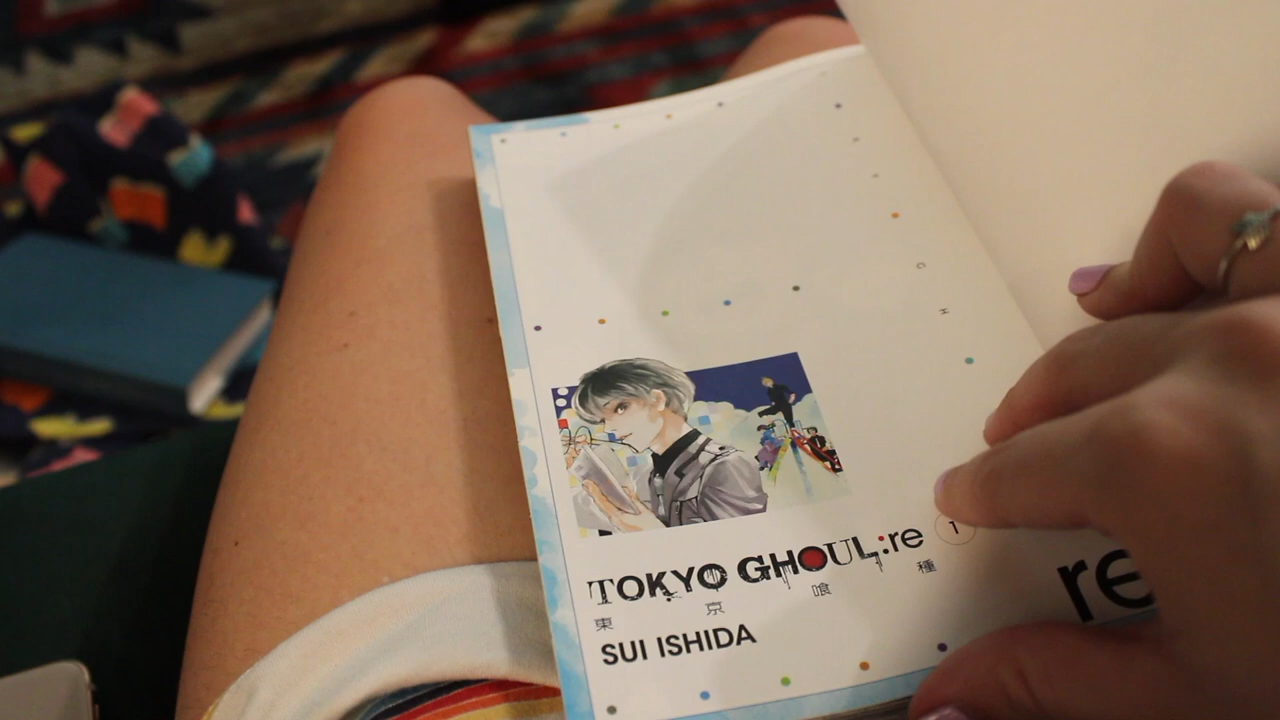 G
H
TOKYO GHOUL:re 1
東 京 喰 種
re
SUI ISHIDA